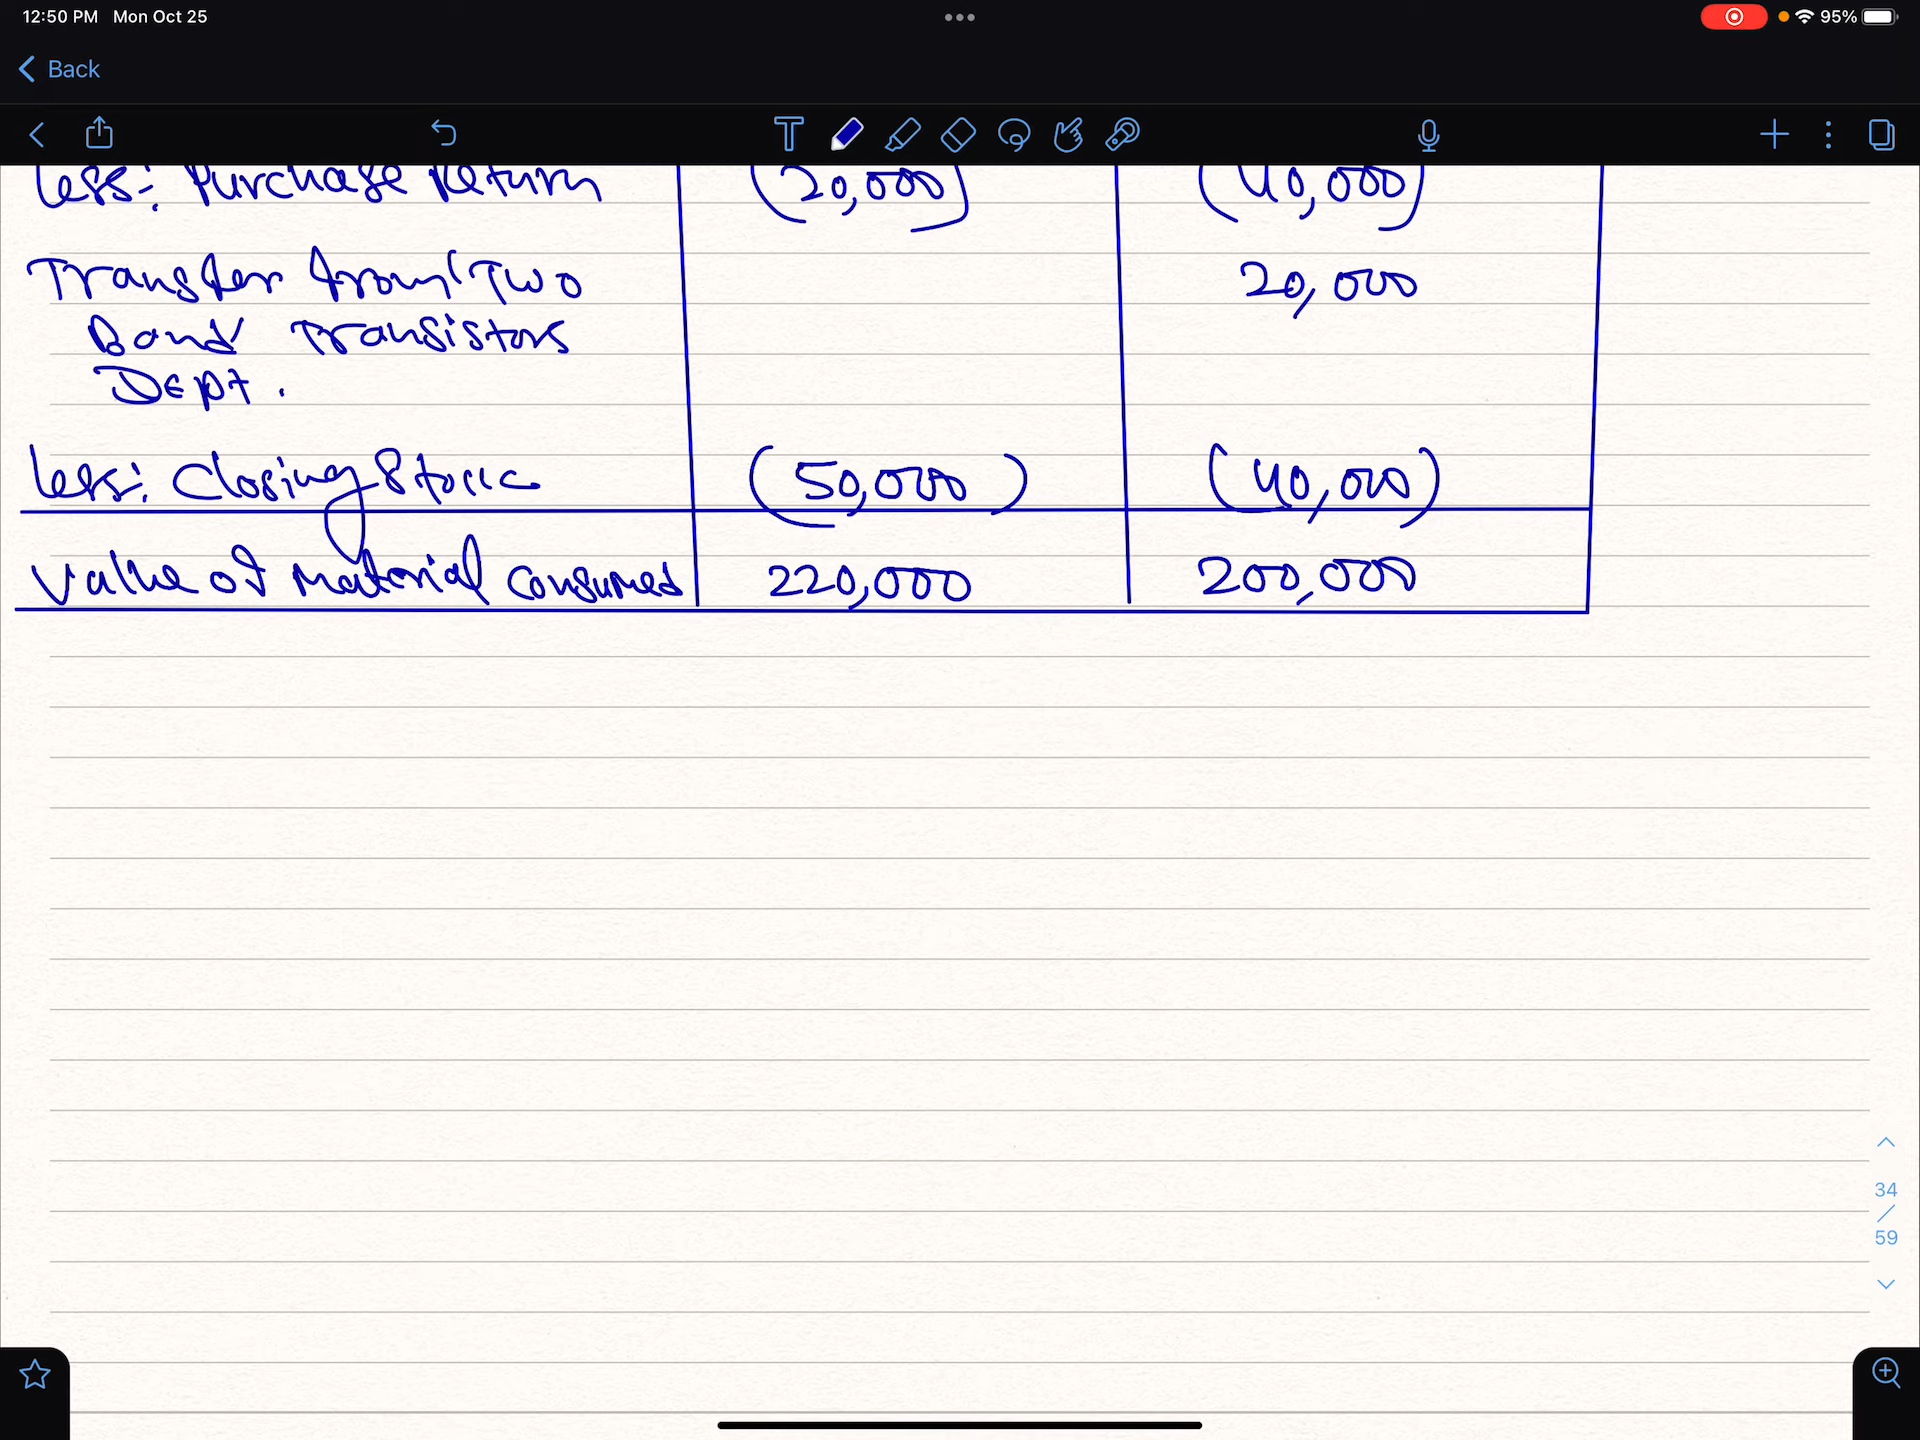 12:50 PM Mon Oct 25
95%
Back
Less: Purchase Return (20,000) (40,000)
Transfer from Two 20,000
Band Transistors
Dept.
Less: Closing Stock (50,000) (40,000)
Value of Material Consumed 220,000 200,000
34
/
59